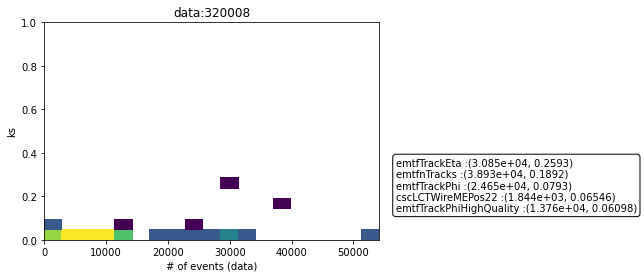 data:320008
1.0
0.8
0.6
ks
0.4
0.2
0.0
0 10000 20000 30000 40000 50000
# of events (data)
emtfTrackEta :(3.085e+04, 0.2593)
emtfnTracks :(3.893e+04, 0.1892)
emtfTrackPhi :(2.465e+04, 0.0793)
cscLCTWireMEPos22 :(1.844e+03, 0.06546)
emtfTrackPhiHighQuality :(1.376e+04, 0.06098)